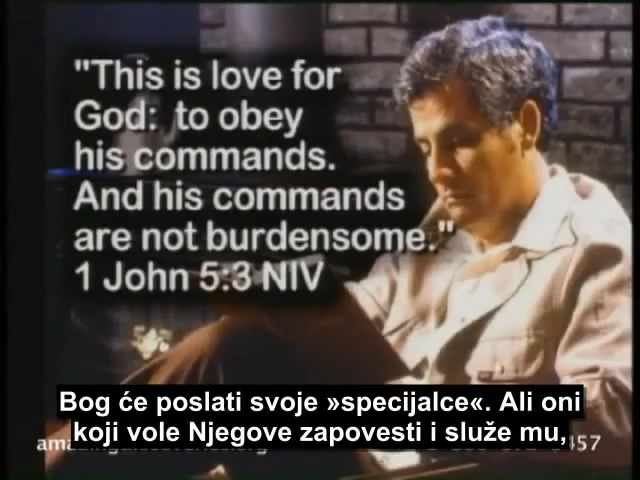 "This is love for
God: to obey
his commands.
And his commands
are not burdensome."
1 John 5:3 NIV
Bog će poslati svoje »specijalce«. Ali oni
koji vole Njegove zapovesti i služe mu,